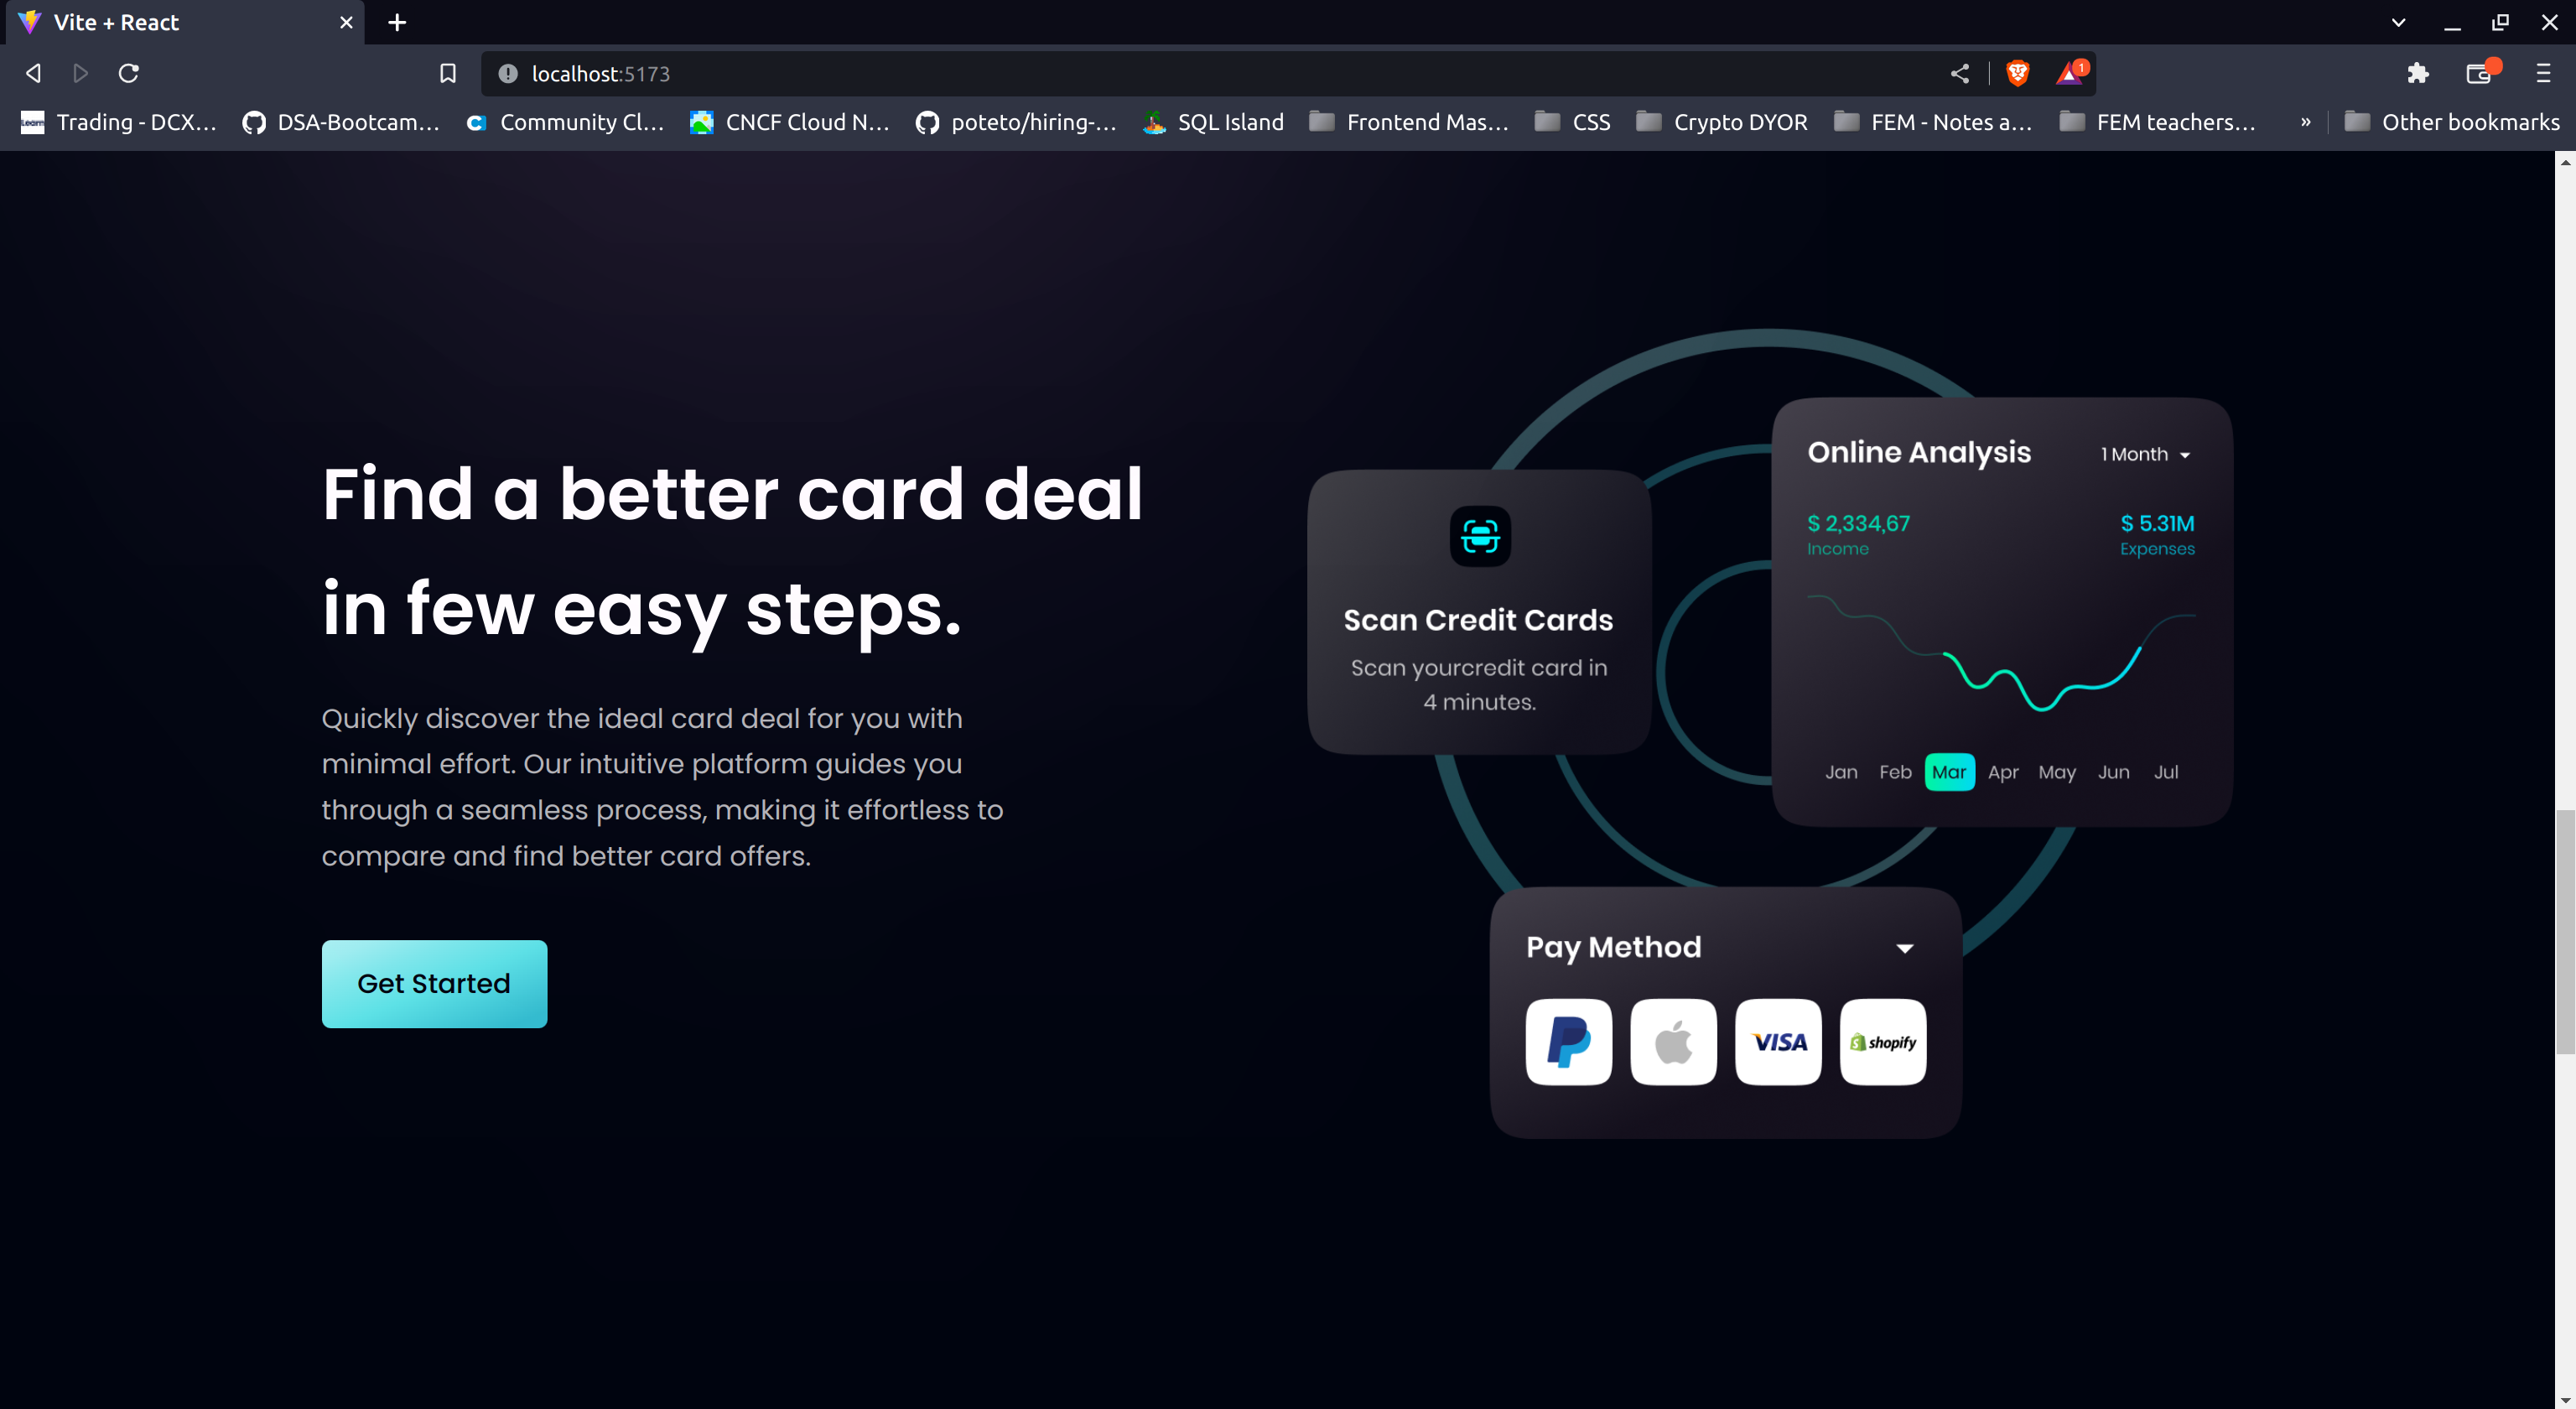 Vite + React
localhost:5173
1
Learn
Trading - DCX...
DSA-Bootcam...
Community Cl...
CNCF Cloud N...
poteto/hiring-...
SQL Island
Frontend Mas...
CSS
Crypto DYOR
FEM - Notes a...
FEM teachers...
»
Other bookmarks
Find a better card deal
in few easy steps.
Quickly discover the ideal card deal for you with
minimal effort. Our intuitive platform guides you
through a seamless process, making it effortless to
compare and find better card offers.
Get Started
Scan Credit Cards
Scan yourcredit card in
4 minutes.
Online Analysis
1 Month
$ 2,334,67
Income
$ 5.31M
Expenses
Jan Feb Mar Apr May Jun Jul
Pay Method
VISA
shopify